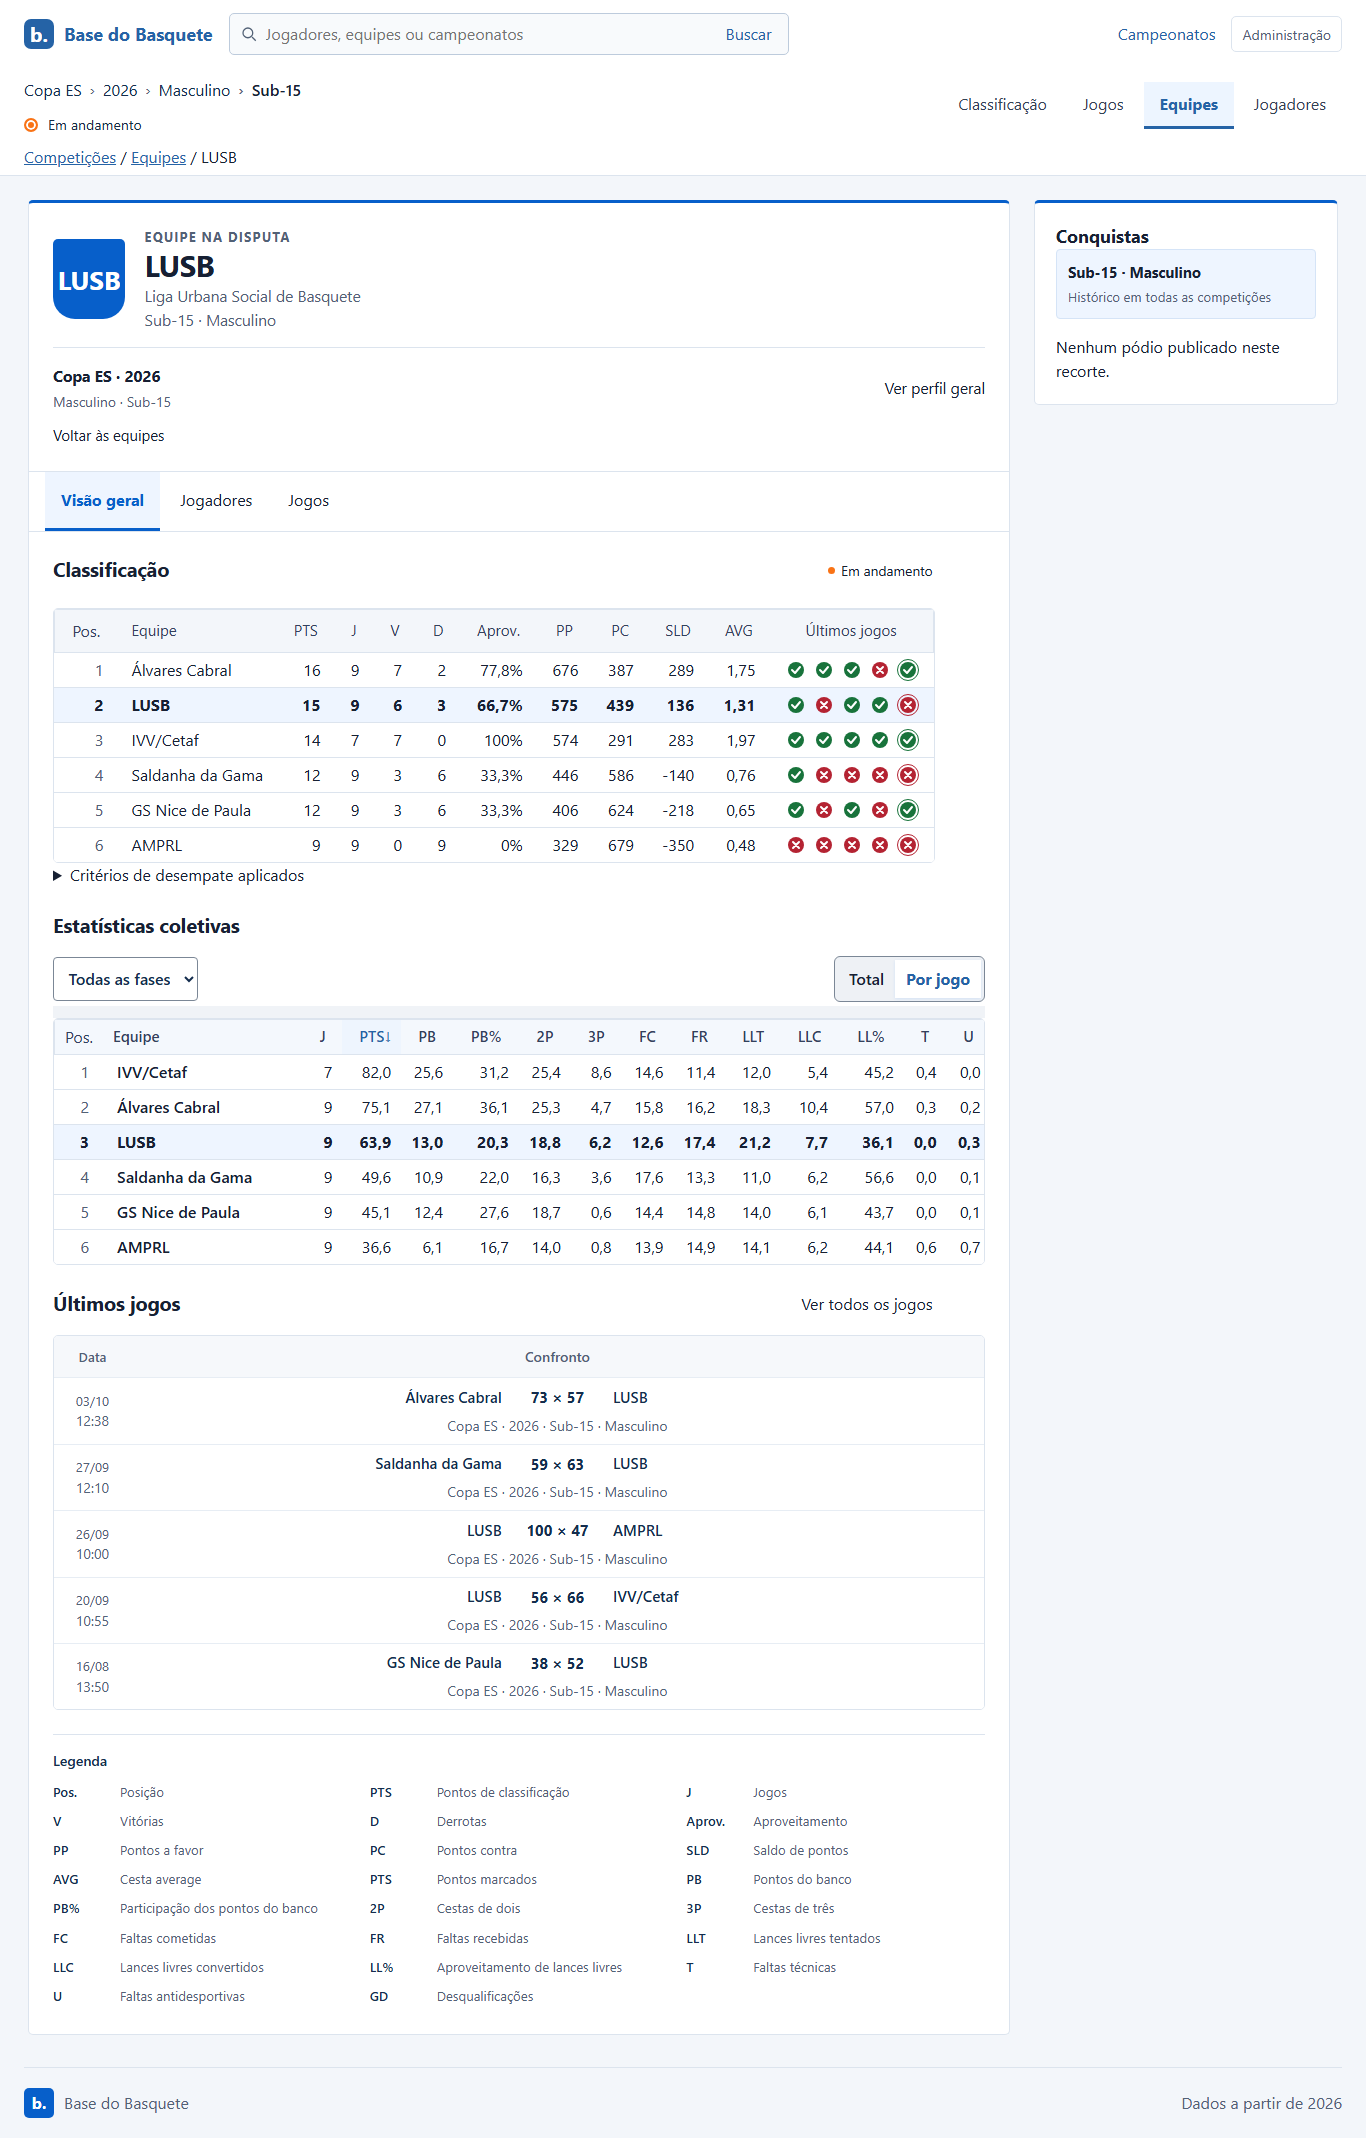 b. Base do Basquete
Jogadores, equipes ou campeonatos Buscar
Campeonatos Administração
Copa ES › 2026 › Masculino › Sub-15
Em andamento
Classificação Jogos Equipes Jogadores
Competições / Equipes / LUSB
LUSB
EQUIPE NA DISPUTA
LUSB
Liga Urbana Social de Basquete
Sub-15 · Masculino
Copa ES · 2026
Masculino · Sub-15
Ver perfil geral
Voltar às equipes
Conquistas
Sub-15 · Masculino
Histórico em todas as competições
Nenhum pódio publicado neste
recorte.
Visão geral Jogadores Jogos
Classificação Em andamento
Pos. Equipe PTS J V D Aprov. PP PC SLD AVG Últimos jogos
1 Álvares Cabral 16 9 7 2 77,8% 676 387 289 1,75
2 LUSB 15 9 6 3 66,7% 575 439 136 1,31
3 IVV/Cetaf 14 7 7 0 100% 574 291 283 1,97
4 Saldanha da Gama 12 9 3 6 33,3% 446 586 -140 0,76
5 GS Nice de Paula 12 9 3 6 33,3% 406 624 -218 0,65
6 AMPRL 9 9 0 9 0% 329 679 -350 0,48
Critérios de desempate aplicados
Estatísticas coletivas
Todas as fases Total Por jogo
Pos. Equipe J PTS↓ PB PB% 2P 3P FC FR LLT LLC LL% T U
1 IVV/Cetaf 7 82,0 25,6 31,2 25,4 8,6 14,6 11,4 12,0 5,4 45,2 0,4 0,0
2 Álvares Cabral 9 75,1 27,1 36,1 25,3 4,7 15,8 16,2 18,3 10,4 57,0 0,3 0,2
3 LUSB 9 63,9 13,0 20,3 18,8 6,2 12,6 17,4 21,2 7,7 36,1 0,0 0,3
4 Saldanha da Gama 9 49,6 10,9 22,0 16,3 3,6 17,6 13,3 11,0 6,2 56,6 0,0 0,1
5 GS Nice de Paula 9 45,1 12,4 27,6 18,7 0,6 14,4 14,8 14,0 6,1 43,7 0,0 0,1
6 AMPRL 9 36,6 6,1 16,7 14,0 0,8 13,9 14,9 14,1 6,2 44,1 0,6 0,7
Últimos jogos Ver todos os jogos
Data Confronto
03/10
12:38
Álvares Cabral 73 × 57 LUSB
Copa ES · 2026 · Sub-15 · Masculino
27/09
12:10
Saldanha da Gama 59 × 63 LUSB
Copa ES · 2026 · Sub-15 · Masculino
26/09
10:00
LUSB 100 × 47 AMPRL
Copa ES · 2026 · Sub-15 · Masculino
20/09
10:55
LUSB 56 × 66 IVV/Cetaf
Copa ES · 2026 · Sub-15 · Masculino
16/08
13:50
GS Nice de Paula 38 × 52 LUSB
Copa ES · 2026 · Sub-15 · Masculino
Legenda
Pos. Posição PTS Pontos de classificação J Jogos
V Vitórias D Derrotas Aprov. Aproveitamento
PP Pontos a favor PC Pontos contra SLD Saldo de pontos
AVG Cesta average PTS Pontos marcados PB Pontos do banco
PB% Participação dos pontos do banco 2P Cestas de dois 3P Cestas de três
FC Faltas cometidas FR Faltas recebidas LLT Lances livres tentados
LLC Lances livres convertidos LL% Aproveitamento de lances livres T Faltas técnicas
U Faltas antidesportivas GD Desqualificações
b. Base do Basquete Dados a partir de 2026